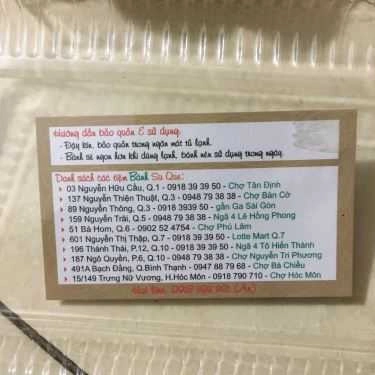 Hướng dẫn bảo quản & sử dụng:
- Đậy kín, bảo quản trong ngăn mát tủ lạnh.
- Bánh sẽ ngon hơn khi dùng lạnh, bánh nên sử dụng trong ngày.
Danh sách các tiệm Bánh Su Que:
03 Nguyễn Hữu Cầu, Q.1 - 0918 39 39 50 - Chợ Tân Định
137 Nguyễn Thiện Thuật, Q.3 - 0948 79 38 38 - Chợ Bàn Cờ
89 Nguyễn Thông, Q.3 - 0918 3939 50 - gần Ga Sài Gòn
159 Nguyễn Trãi, Q.5 - 0948 79 38 38 - Ngã 4 Lê Hồng Phong
51 Bà Hom, Q.6 - 0902 52 4754 - Chợ Phú Lâm
601 Nguyễn Thị Thập, Q.7 - 0918 39 39 50 - Lotte Mart Q.7
196 Thành Thái, P.12, Q.10 - 0918 39 39 50 - Ngã 4 Tô Hiến Thành
187 Ngô Quyền, P.6, Q.10 - 0948 79 38 38 - Chợ Nguyễn Tri Phương
491A Bạch Đằng, Q.Bình Thạnh - 0947 88 79 68 - Chợ Bà Chiểu
15/149 Trưng Nữ Vương, H.Hóc Môn - 0918 790 710 - Chợ Hóc Môn